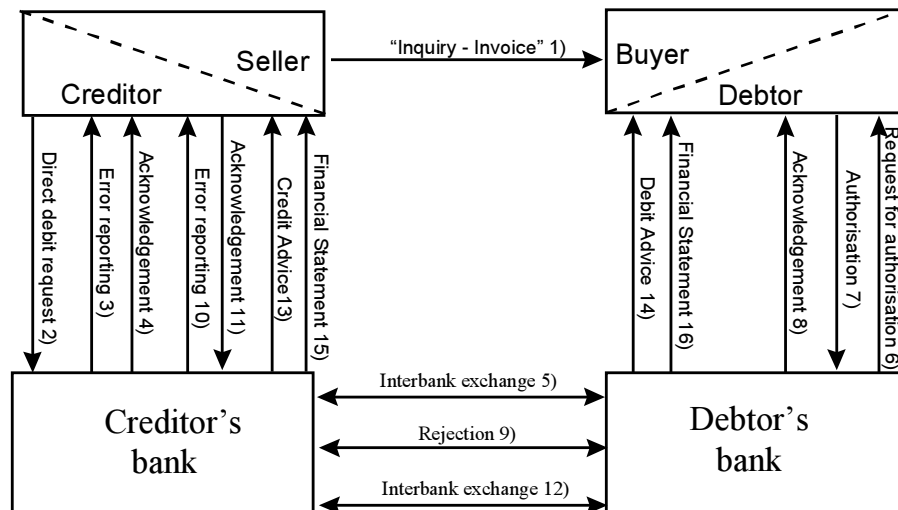 Seller
Creditor
"Inquiry - Invoice" 1)
Buyer
Debtor
Direct debit request 2)
Error reporting 3)
Acknowledgement 4)
Error reporting 10)
Acknowledgement 11)
Credit Advice13)
Financial Statement 15)
Debit Advice 14)
Financial Statement 16)
Acknowledgement 8)
Authorisation 7)
Request for authorisation 6)
Interbank exchange 5)
Rejection 9)
Interbank exchange 12)
Creditor's
bank
Debtor's
bank